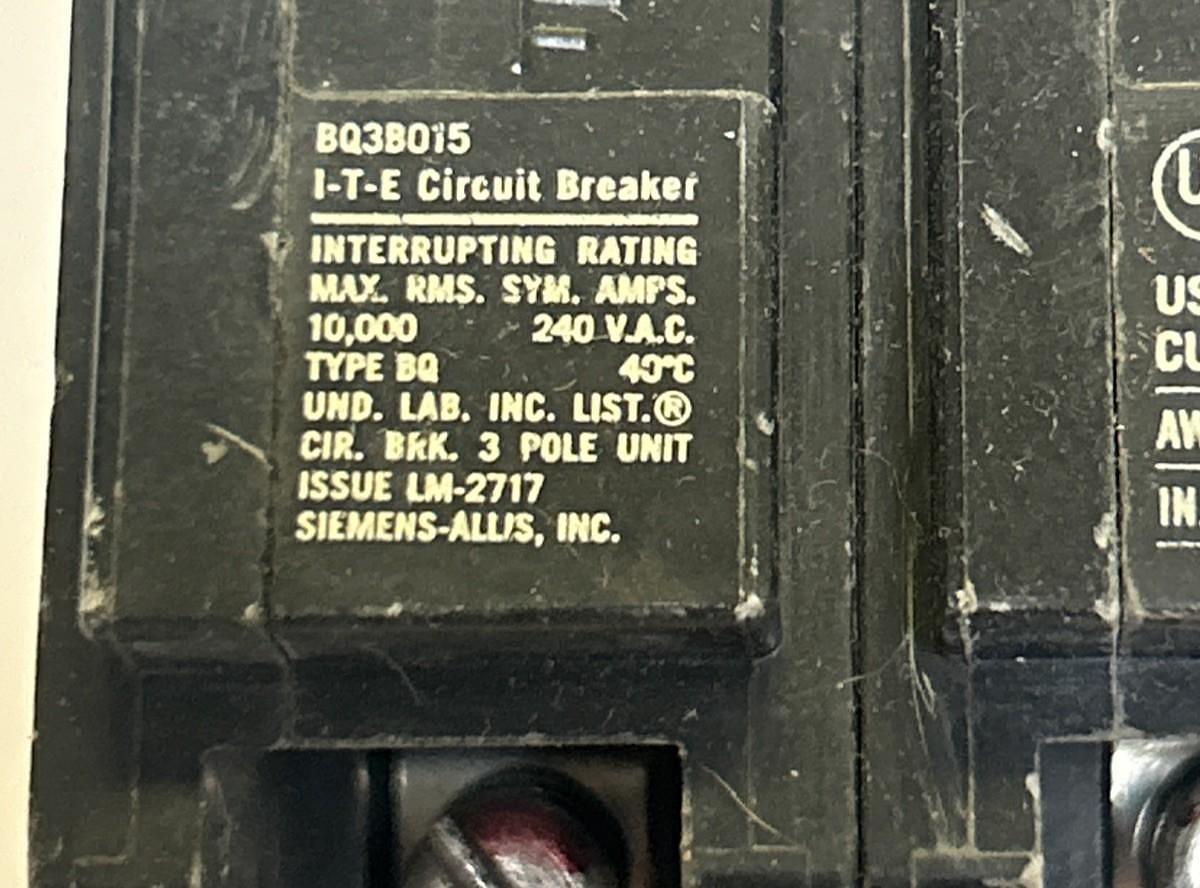 BQ3B015
I-T-E Circuit Breaker
INTERRUPTING RATING
MAX. RMS. SYM. AMPS.
10,000 240 V.A.C.
TYPE BQ 40°C
UND. LAB. INC. LIST.®
CIR. BRK. 3 POLE UNIT
ISSUE LM-2717
SIEMENS-ALLIS, INC.